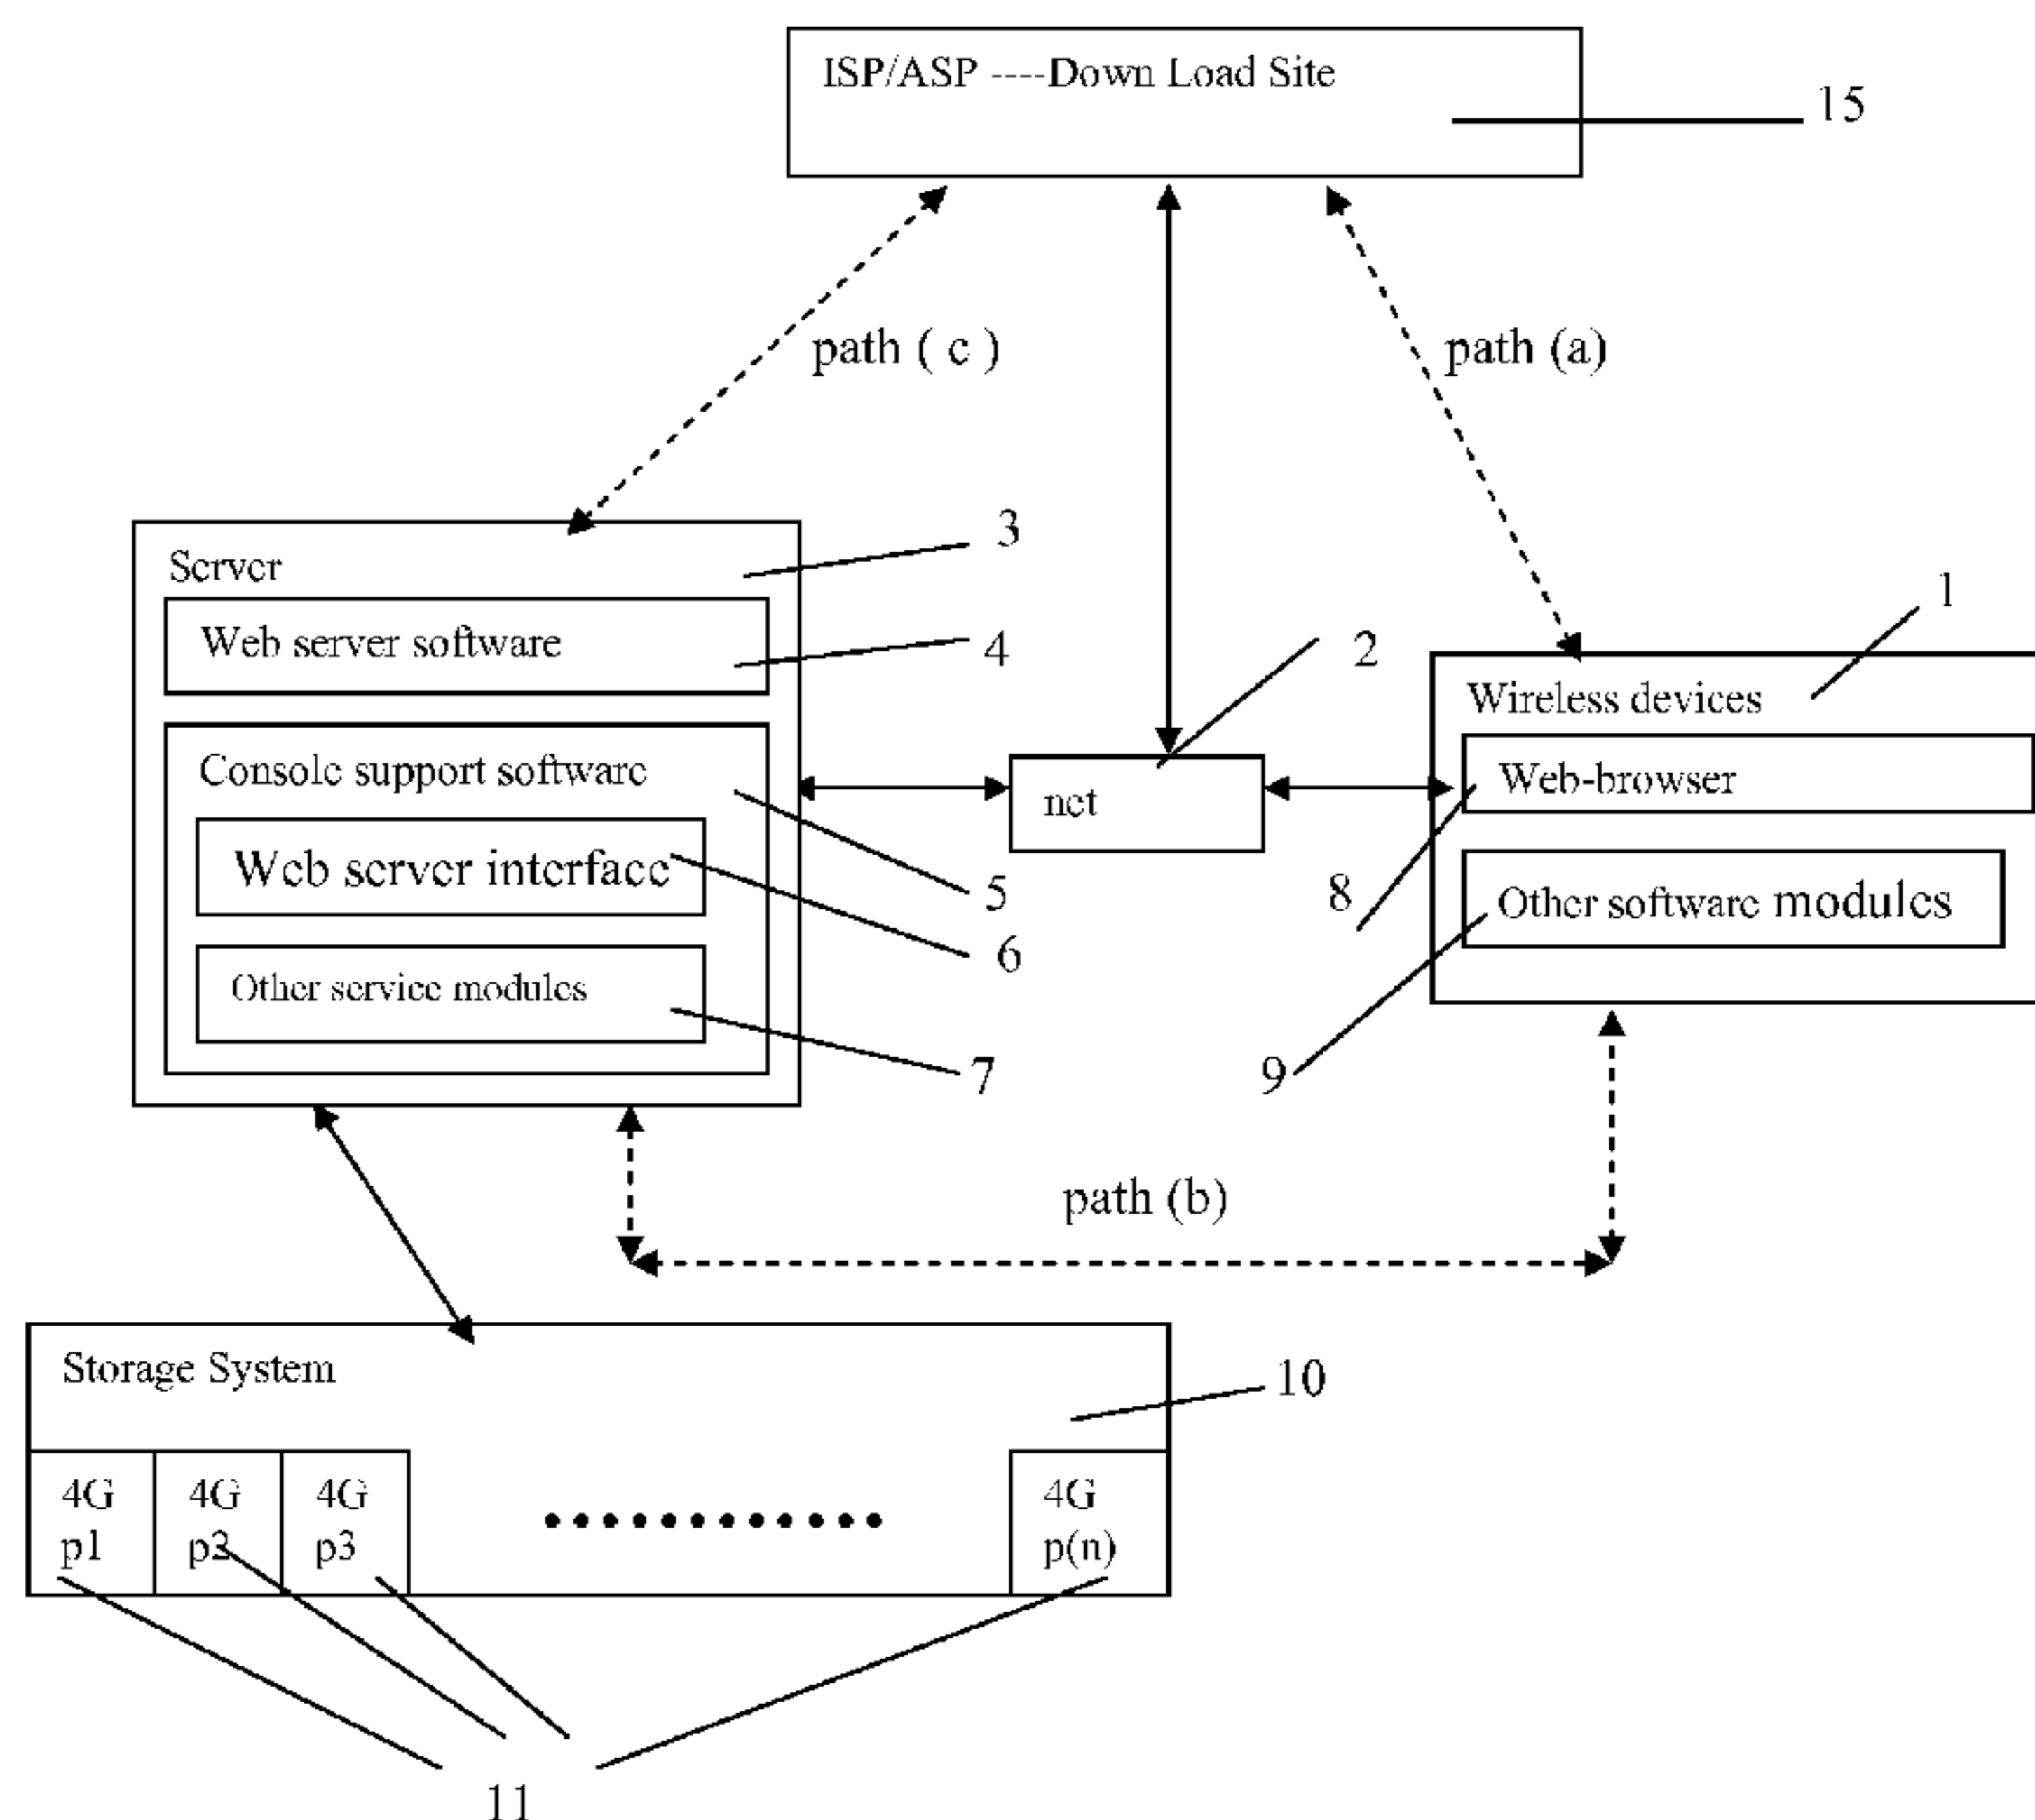 ISP/ASP ----Down Load Site
15
path ( c )
path (a)
Server
3
Web server software
4
2
1
Wireless devices
Console support software
net
Web-browser
Web server interface
5
8
Other software modules
6
Other service modules
7
9
path (b)
Storage System
10
4G
p1
4G
p2
4G
p3
4G
p(n)
11